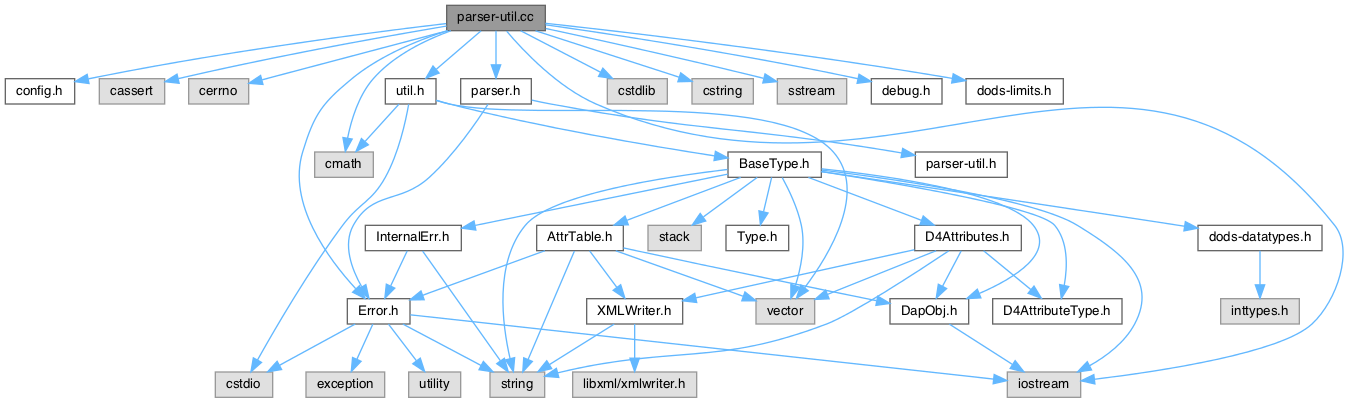 parser-util.cc
config.h
cassert
cerrno
util.h
parser.h
cstdlib
cstring
sstream
debug.h
dods-limits.h
cmath
BaseType.h
parser-util.h
InternalErr.h
AttrTable.h
stack
Type.h
D4Attributes.h
dods-datatypes.h
Error.h
XMLWriter.h
vector
DapObj.h
D4AttributeType.h
inttypes.h
cstdio
exception
utility
string
libxml/xmlwriter.h
iostream